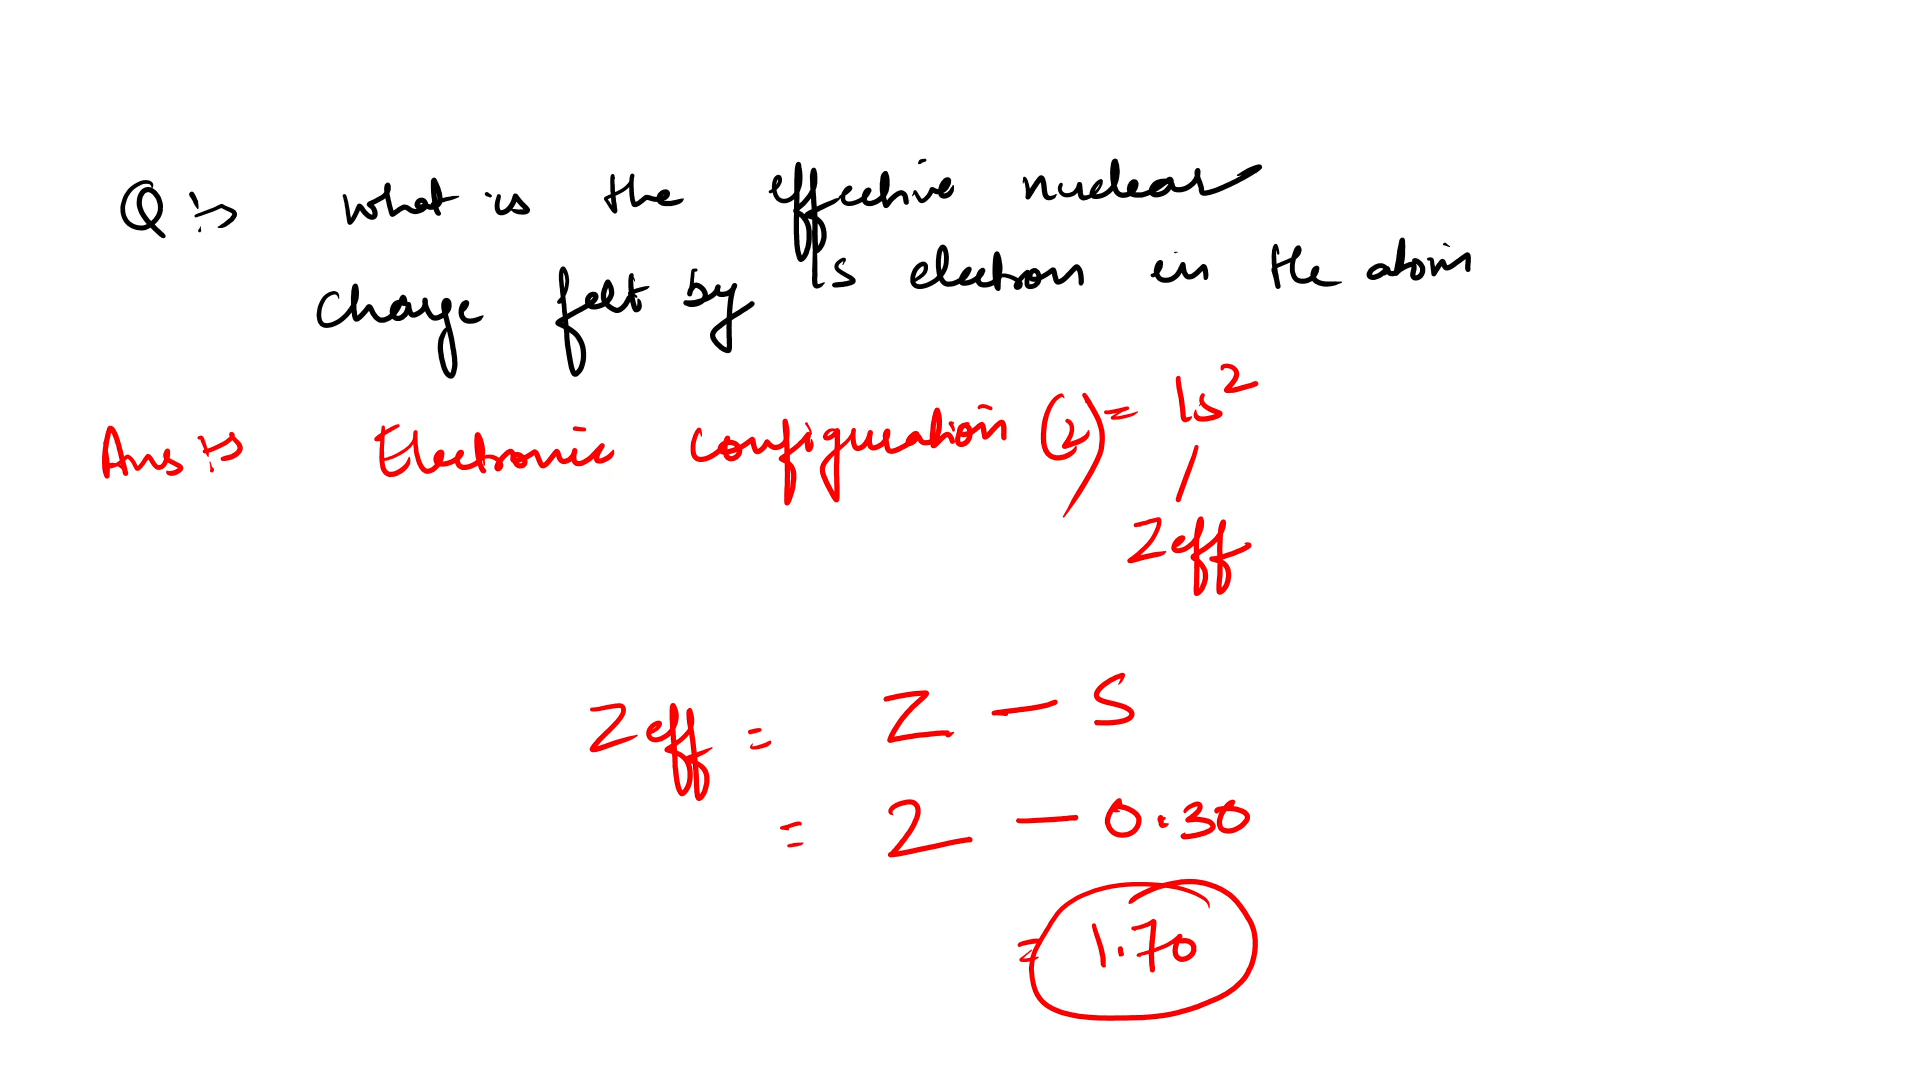 Q:→ What is the effective nuclear
charge felt by 1s electron in the atom
Ans:→ Electronic configuration (2) = 1s²
Zeff
Zeff = Z - S
= 2 - 0.30
= 1.70